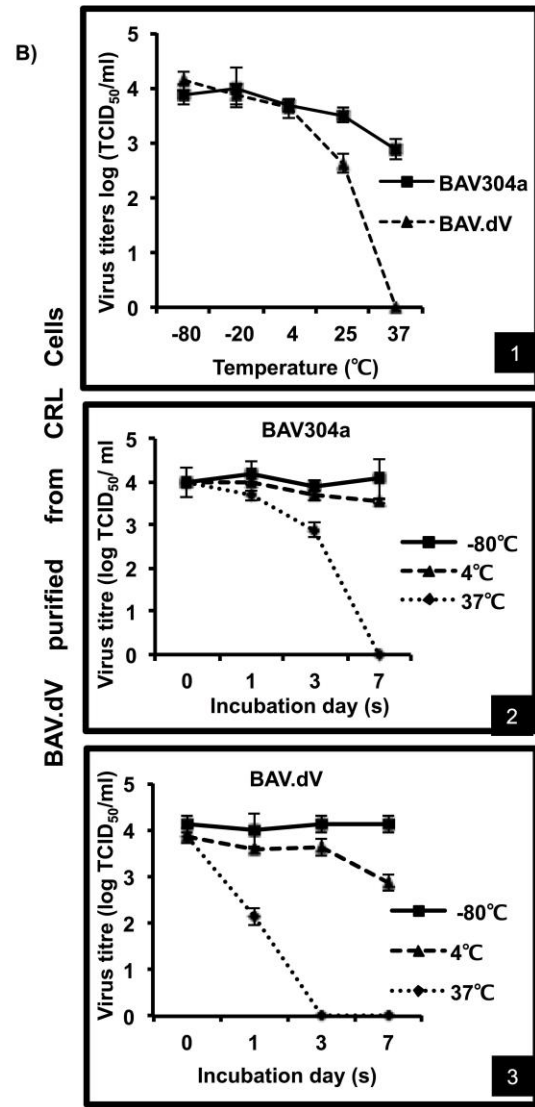 B)
BAV.dV purified from CRL Cells
Virus titers log (TCID50/ml)
5
4
3
2
1
0
-80 -20 4 25 37
Temperature (℃)
BAV304a
BAV.dV
1
BAV304a
Virus titre (log TCID50/ ml)
5
4
3
2
1
0
0 1 3 7
Incubation day (s)
-80℃
4℃
37℃
2
BAV.dV
Virus titre (log TCID50/ml)
5
4
3
2
1
0
0 1 3 7
Incubation day (s)
-80℃
4℃
37℃
3